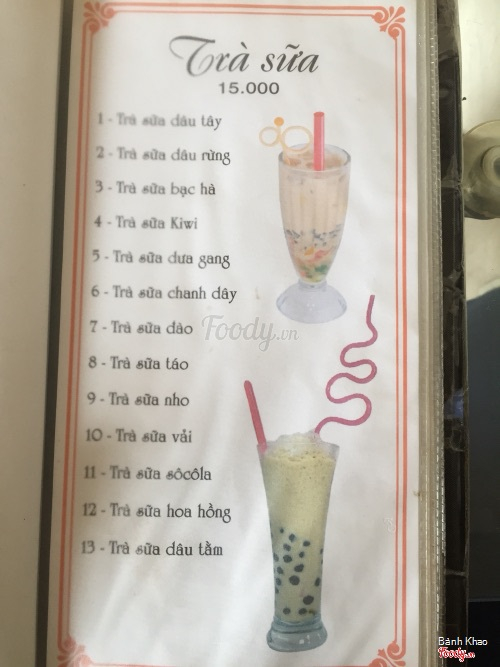 Trà sữa
15.000
1 - Trà sữa dâu tây
2 - Trà sữa dâu rừng
3 - Trà sữa bạc hà
4 - Trà sữa Kiwi
5 - Trà sữa dưa gang
6 - Trà sữa chanh dây
7 - Trà sữa đào
8 - Trà sữa táo
9 - Trà sữa nho
10 - Trà sữa vải
11 - Trà sữa sôcôla
12 - Trà sữa hoa hồng
13 - Trà sữa dâu tằm
Foody.vn
Bánh Khao
Foody.vn